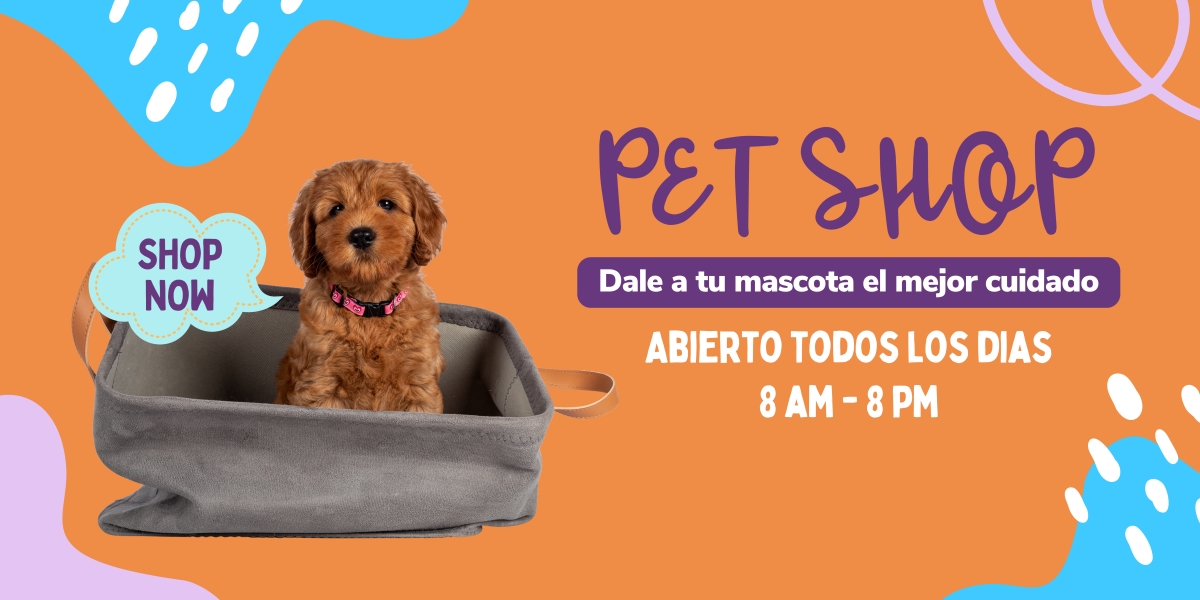 PET SHOP
Dale a tu mascota el mejor cuidado
ABIERTO TODOS LOS DIAS
8 AM - 8 PM
SHOP
NOW